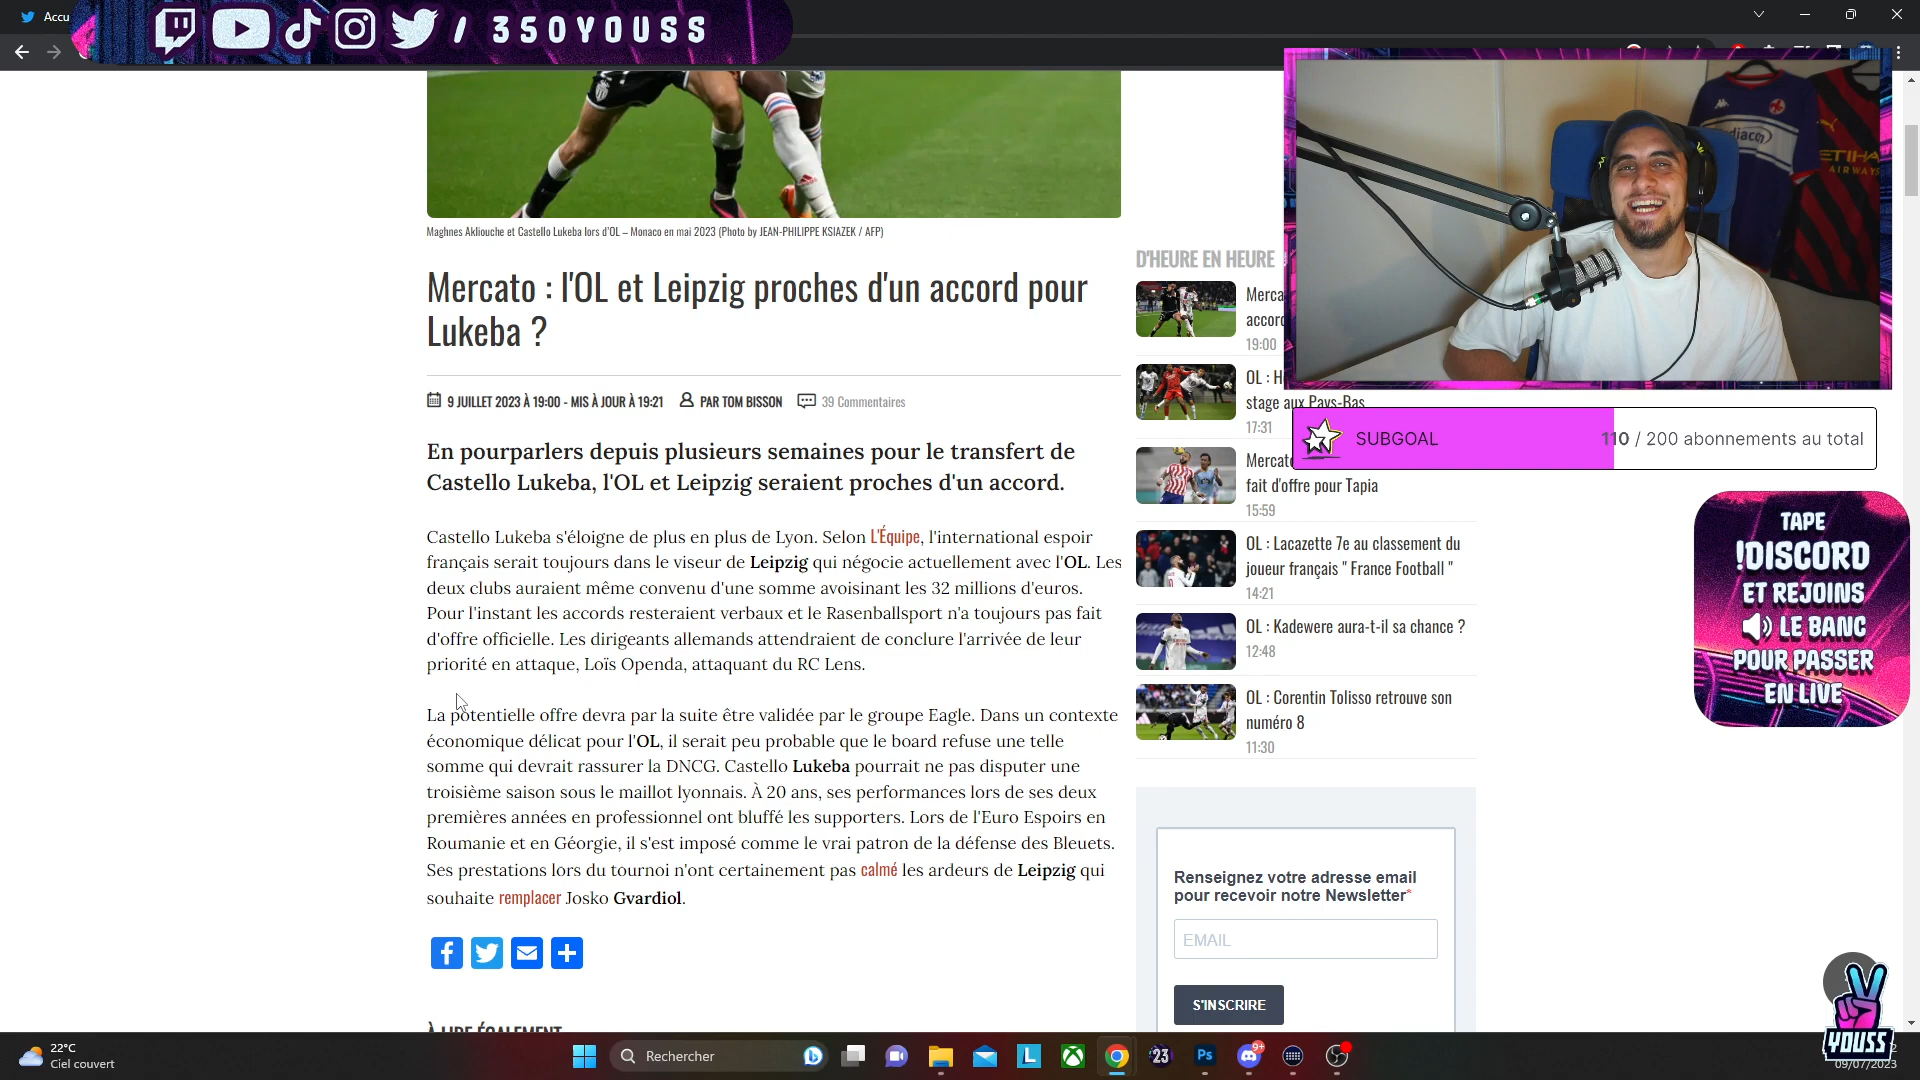 Accu
/ 350YOUSS
Maghnes Akliouche et Castello Lukeba lors d'OL – Monaco en mai 2023 (Photo by JEAN-PHILIPPE KSIAZEK / AFP)
Mercato : l'OL et Leipzig proches d'un accord pour
Lukeba ?
9 JUILLET 2023 À 19:00 - MIS À JOUR À 19:21 PAR TOM BISSON 39 Commentaires
En pourparlers depuis plusieurs semaines pour le transfert de
Castello Lukeba, l'OL et Leipzig seraient proches d'un accord.
Castello Lukeba s'éloigne de plus en plus de Lyon. Selon L'Équipe, l'international espoir
français serait toujours dans le viseur de Leipzig qui négocie actuellement avec l'OL. Les
deux clubs auraient même convenu d'une somme avoisinant les 32 millions d'euros.
Pour l'instant les accords resteraient verbaux et le Rasenballsport n'a toujours pas fait
d'offre officielle. Les dirigeants allemands attendraient de conclure l'arrivée de leur
priorité en attaque, Loïs Openda, attaquant du RC Lens.
La potentielle offre devra par la suite être validée par le groupe Eagle. Dans un contexte
économique délicat pour l'OL, il serait peu probable que le board refuse une telle
somme qui devrait rassurer la DNCG. Castello Lukeba pourrait ne pas disputer une
troisième saison sous le maillot lyonnais. À 20 ans, ses performances lors de ses deux
premières années en professionnel ont bluffé les supporters. Lors de l'Euro Espoirs en
Roumanie et en Géorgie, il s'est imposé comme le vrai patron de la défense des Bleuets.
Ses prestations lors du tournoi n'ont certainement pas calmé les ardeurs de Leipzig qui
souhaite remplacer Josko Gvardiol.
À LIRE ÉGALEMENT
D'HEURE EN HEURE
Merca
accord
19:00
OL : H
stage aux Pays-Bas
17:31
Mercato
fait d'offre pour Tapia
15:59
OL : Lacazette 7e au classement du
joueur français " France Football "
14:21
OL : Kadewere aura-t-il sa chance ?
12:48
OL : Corentin Tolisso retrouve son
numéro 8
11:30
Renseignez votre adresse email
pour recevoir notre Newsletter*
EMAIL
S'INSCRIRE
ETIHA
AIRWAYS
SUBGOAL 110 / 200 abonnements au total
TAPE
!DISCORD
ET REJOINS
LE BANC
POUR PASSER
EN LIVE
YOUSS
22°C
Ciel couvert
Rechercher
L
23
Ps
9+
09/07/2023